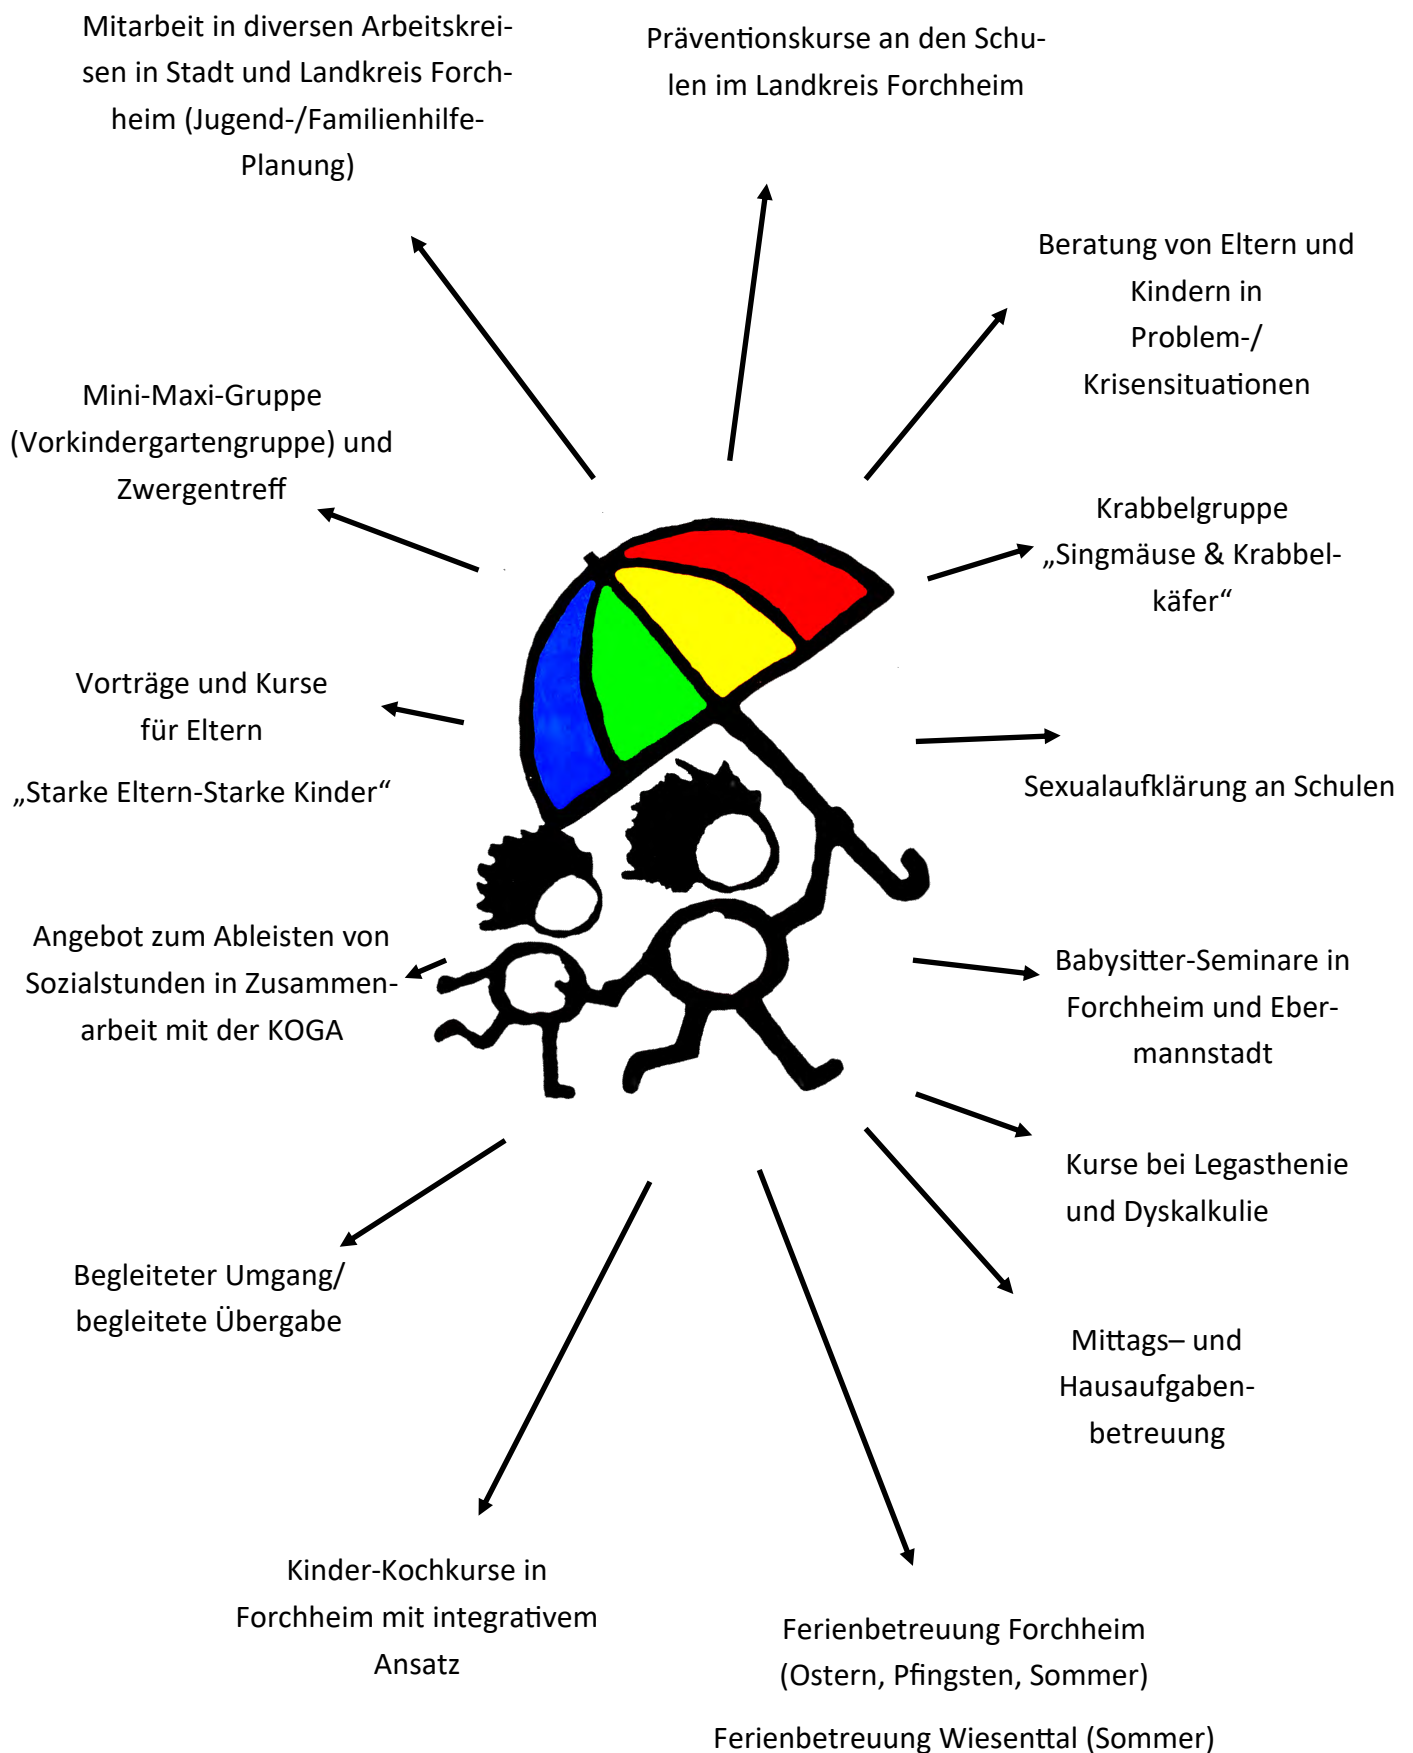 Mitarbeit in diversen Arbeitskrei-
sen in Stadt und Landkreis Forch-
heim (Jugend-/Familienhilfe-
Planung)
Präventionskurse an den Schu-
len im Landkreis Forchheim
Beratung von Eltern und
Kindern in
Problem-/
Krisensituationen
Mini-Maxi-Gruppe
(Vorkindergartengruppe) und
Zwergentreff
Krabbelgruppe
„Singmäuse & Krabbel-
käfer“
Vorträge und Kurse
für Eltern
„Starke Eltern-Starke Kinder“
Sexualaufklärung an Schulen
Angebot zum Ableisten von
Sozialstunden in Zusammen-
arbeit mit der KOGA
Babysitter-Seminare in
Forchheim und Eber-
mannstadt
Kurse bei Legasthenie
und Dyskalkulie
Begleiteter Umgang/
begleitete Übergabe
Mittags– und
Hausaufgaben-
betreuung
Kinder-Kochkurse in
Forchheim mit integrativem
Ansatz
Ferienbetreuung Forchheim
(Ostern, Pfingsten, Sommer)
Ferienbetreuung Wiesenttal (Sommer)